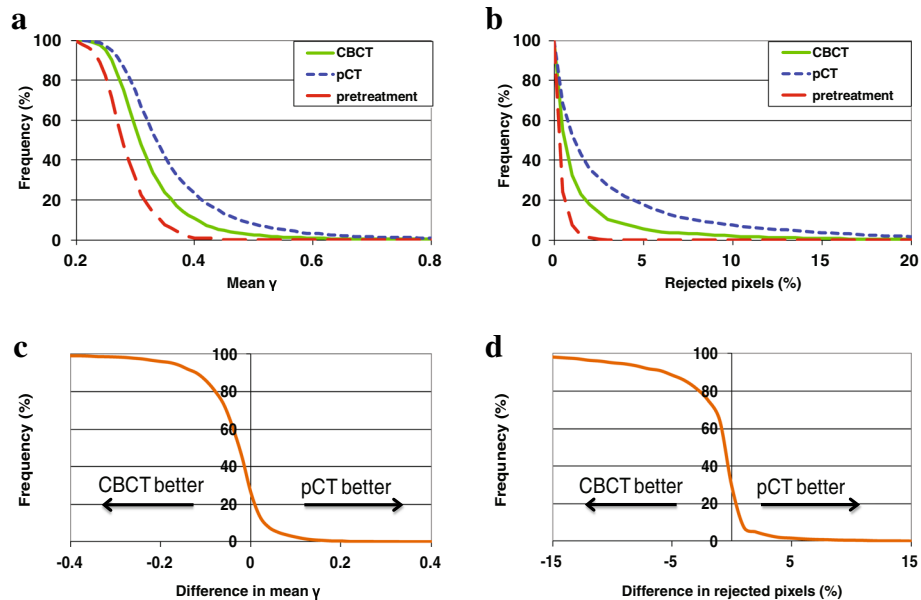 a
100
80
60
40
20
0
Frequency (%)
CBCT
pCT
pretreatment
0.2 0.4 0.6 0.8
Mean γ
b
100
80
60
40
20
0
Frequency (%)
CBCT
pCT
pretreatment
0 5 10 15 20
Rejected pixels (%)
c
100
80
60
40
20
0
Frequency (%)
CBCT better
pCT better
-0.4 -0.2 0 0.2 0.4
Difference in mean γ
d
100
80
60
40
20
0
Frequnecy (%)
CBCT better
pCT better
-15 -5 5 15
Difference in rejected pixels (%)